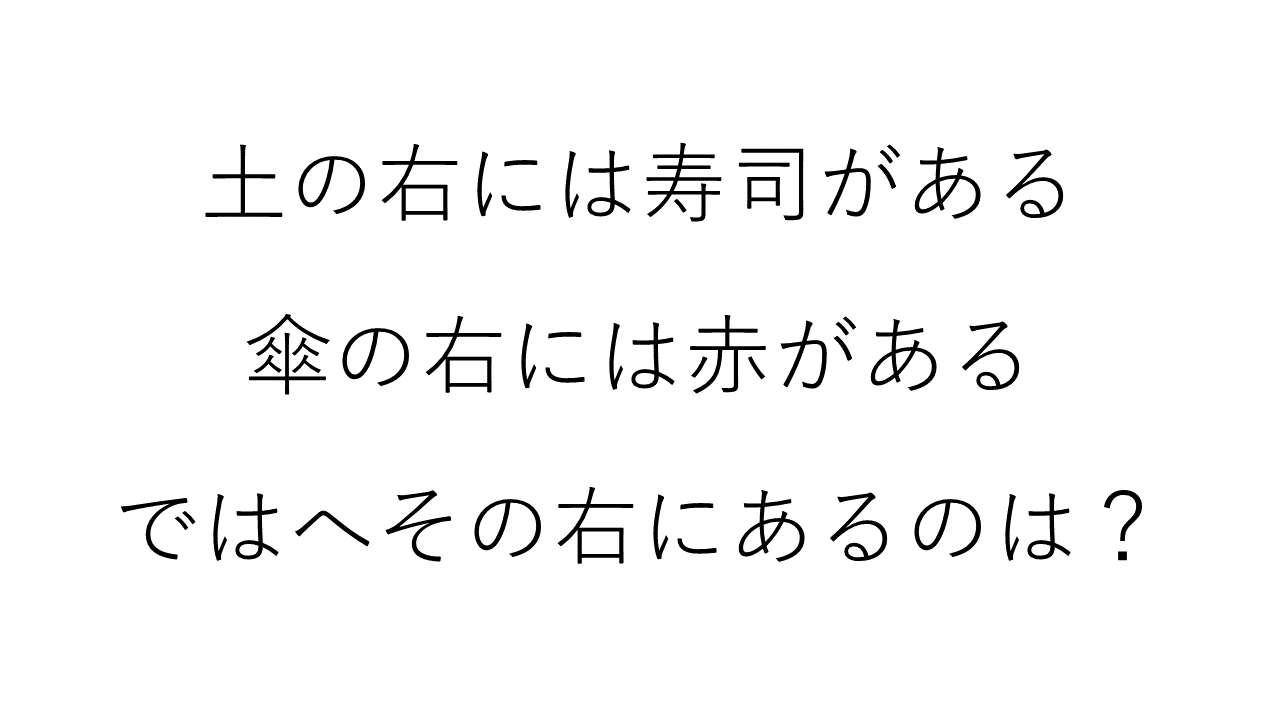 土の右には寿司がある
傘の右には赤がある
ではへその右にあるのは？